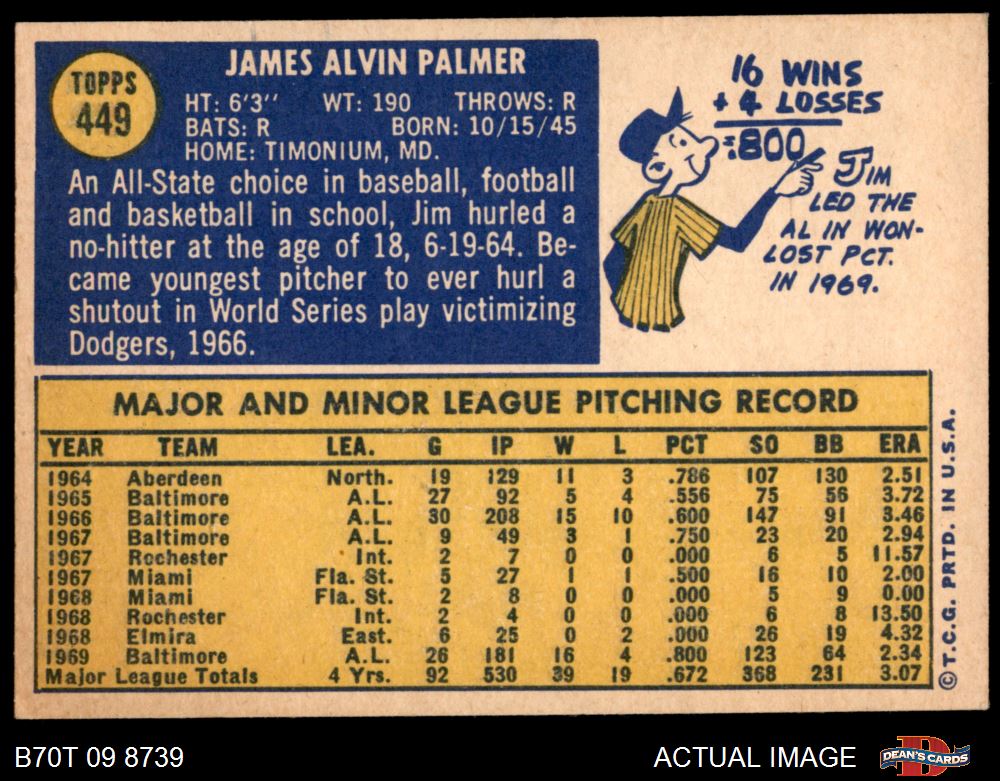 TOPPS
449
JAMES ALVIN PALMER
HT: 6'3" WT: 190 THROWS: R
BATS: R BORN: 10/15/45
HOME: TIMONIUM, MD.
An All-State choice in baseball, football
and basketball in school, Jim hurled a
no-hitter at the age of 18, 6-19-64. Be-
came youngest pitcher to ever hurl a
shutout in World Series play victimizing
Dodgers, 1966.
16 WINS
+ 4 LOSSES
=.800
JIM
LED THE
AL IN WON-
LOST PCT.
IN 1969.
MAJOR AND MINOR LEAGUE PITCHING RECORD
YEAR TEAM LEA. G IP W L PCT SO BB ERA
1964 Aberdeen North. 19 129 11 3 .786 107 130 2.51
1965 Baltimore A.L. 27 92 5 4 .556 75 56 3.72
1966 Baltimore A.L. 30 208 15 10 .600 147 91 3.46
1967 Baltimore A.L. 9 49 3 1 .750 23 20 2.94
1967 Rochester Int. 2 7 0 0 .000 6 5 11.57
1967 Miami Fla. St. 5 27 1 1 .500 16 10 2.00
1968 Miami Fla. St. 2 8 0 0 .000 5 9 0.00
1968 Rochester Int. 2 4 0 0 .000 6 8 13.50
1968 Elmira East. 6 25 0 2 .000 26 19 4.32
1969 Baltimore A.L. 26 181 16 4 .800 123 64 2.34
Major League Totals 4 Yrs. 92 530 39 19 .672 368 231 3.07
© T.C.G. PRTD. IN U.S.A.
B70T 09 8739
ACTUAL IMAGE
DEAN'S CARDS